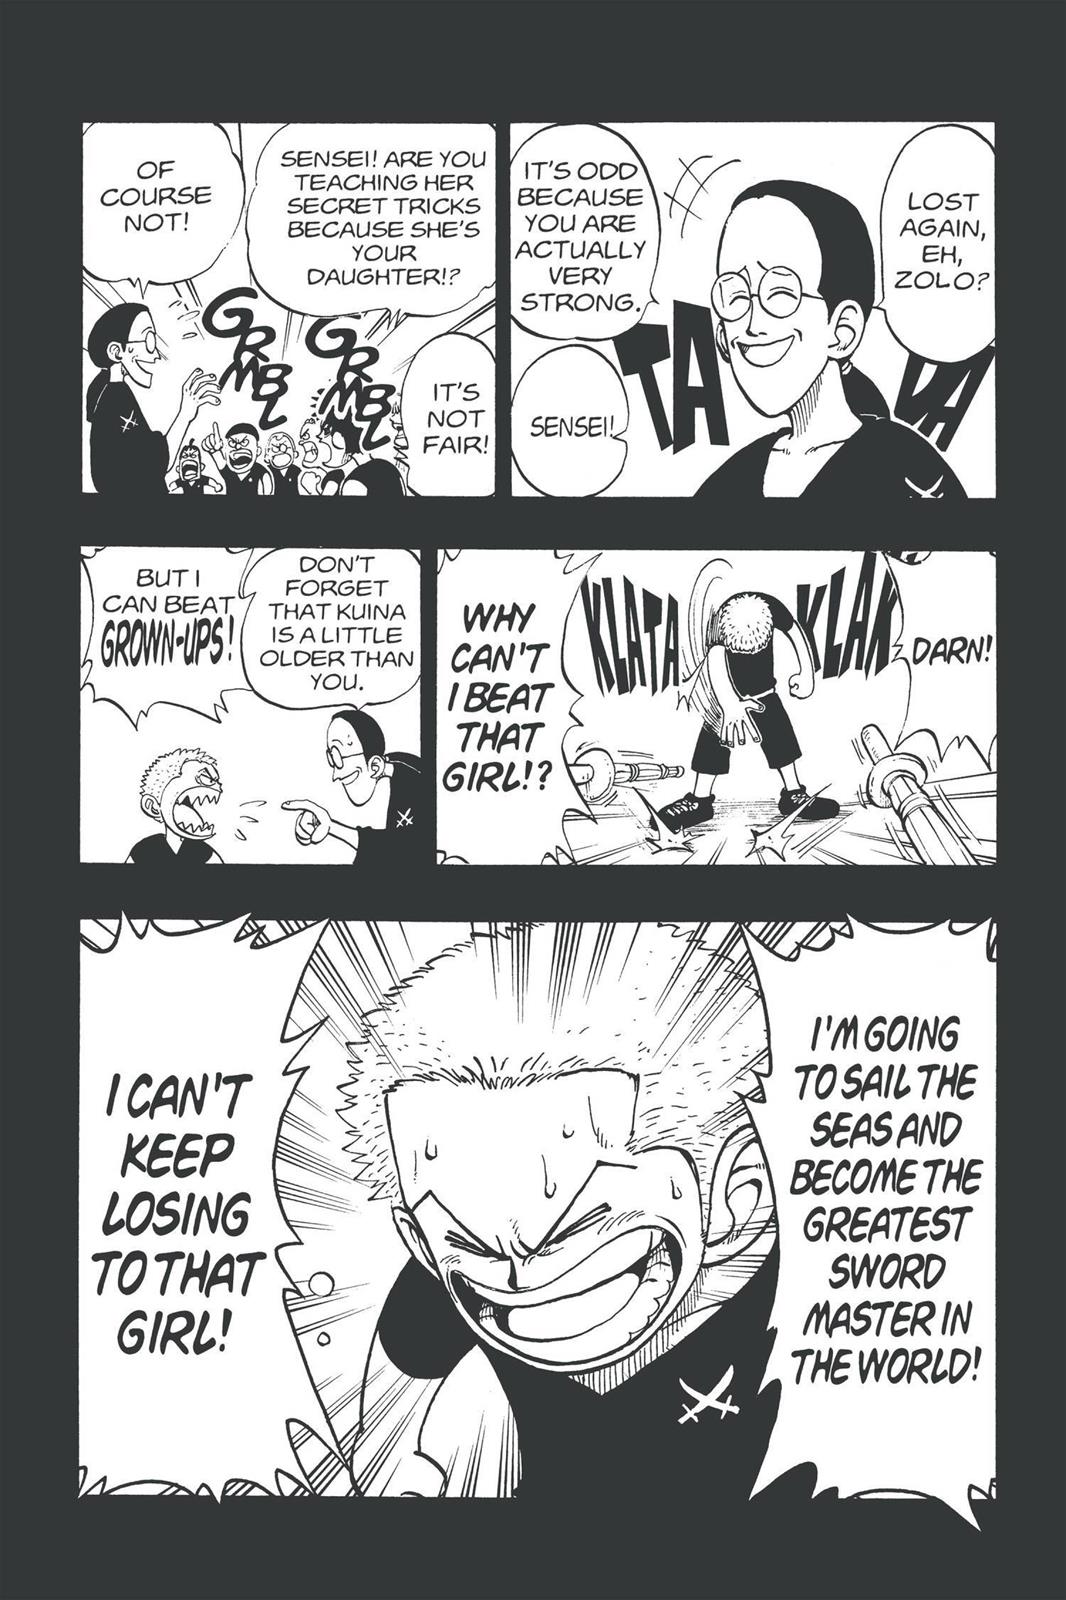 LOST
AGAIN,
EH,
ZOLO?
IT'S ODD
BECAUSE
YOU ARE
ACTUALLY
VERY
STRONG.
TA
DA
SENSEI!
SENSEI! ARE YOU
TEACHING HER
SECRET TRICKS
BECAUSE SHE'S
YOUR
DAUGHTER!?
OF
COURSE
NOT!
GRMBL
GRMBL
IT'S
NOT
FAIR!
DARN!
KLAK
KLATA
WHY
CAN'T
I BEAT
THAT
GIRL!?
DON'T
FORGET
THAT KUINA
IS A LITTLE
OLDER THAN
YOU.
BUT I
CAN BEAT
GROWN-UPS!
I'M GOING
TO SAIL THE
SEAS AND
BECOME THE
GREATEST
SWORD
MASTER IN
THE WORLD!
I CAN'T
KEEP
LOSING
TO THAT
GIRL!